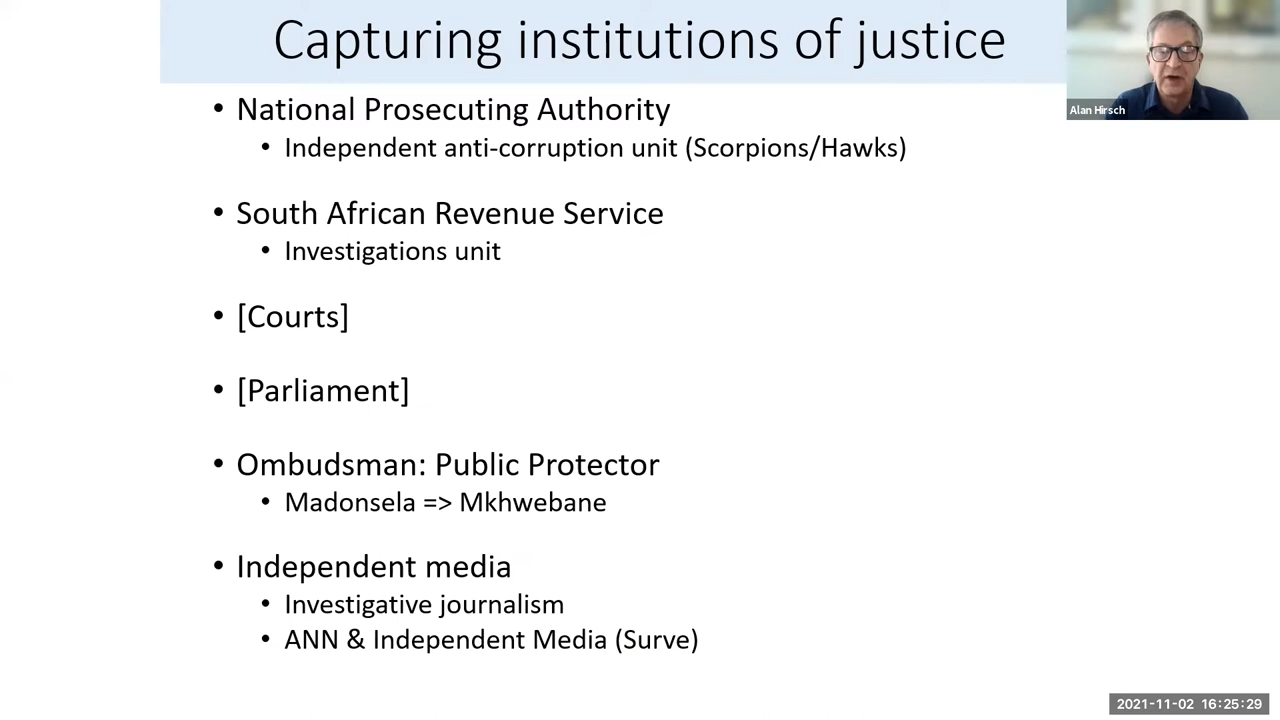 Capturing institutions of justice
Alan Hirsch
• National Prosecuting Authority
• Independent anti-corruption unit (Scorpions/Hawks)
• South African Revenue Service
• Investigations unit
• [Courts]
• [Parliament]
• Ombudsman: Public Protector
• Madonsela => Mkhwebane
• Independent media
• Investigative journalism
• ANN & Independent Media (Surve)
2021-11-02 16:25:29